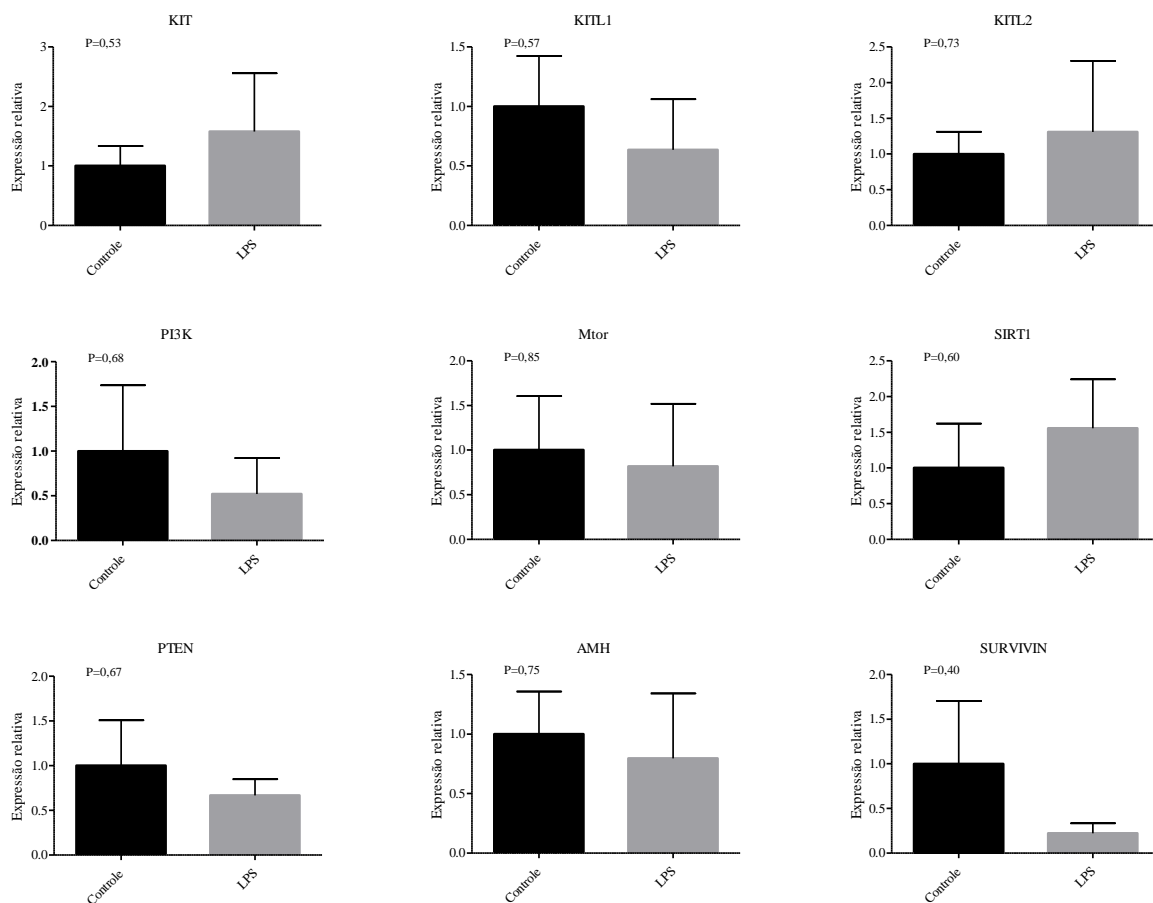 KIT
P=0,53
Expressão relativa
3
2
1
0
Controle
LPS
KITL1
P=0,57
Expressão relativa
1.5
1.0
0.5
0.0
Controle
LPS
KITL2
P=0,73
Expressão relativa
2.5
2.0
1.5
1.0
0.5
0.0
Controle
LPS
PI3K
P=0,68
Expressão relativa
2.0
1.5
1.0
0.5
0.0
Controle
LPS
Mtor
P=0,85
Expressão relativa
2.0
1.5
1.0
0.5
0.0
Controle
LPS
SIRT1
P=0,60
Expressão relativa
2.5
2.0
1.5
1.0
0.5
0.0
Controle
LPS
PTEN
P=0,67
Expressão relativa
2.0
1.5
1.0
0.5
0.0
Controle
LPS
AMH
P=0,75
Expressão relativa
1.5
1.0
0.5
0.0
Controle
LPS
SURVIVIN
P=0,40
Expressão relativa
2.0
1.5
1.0
0.5
0.0
Controle
LPS